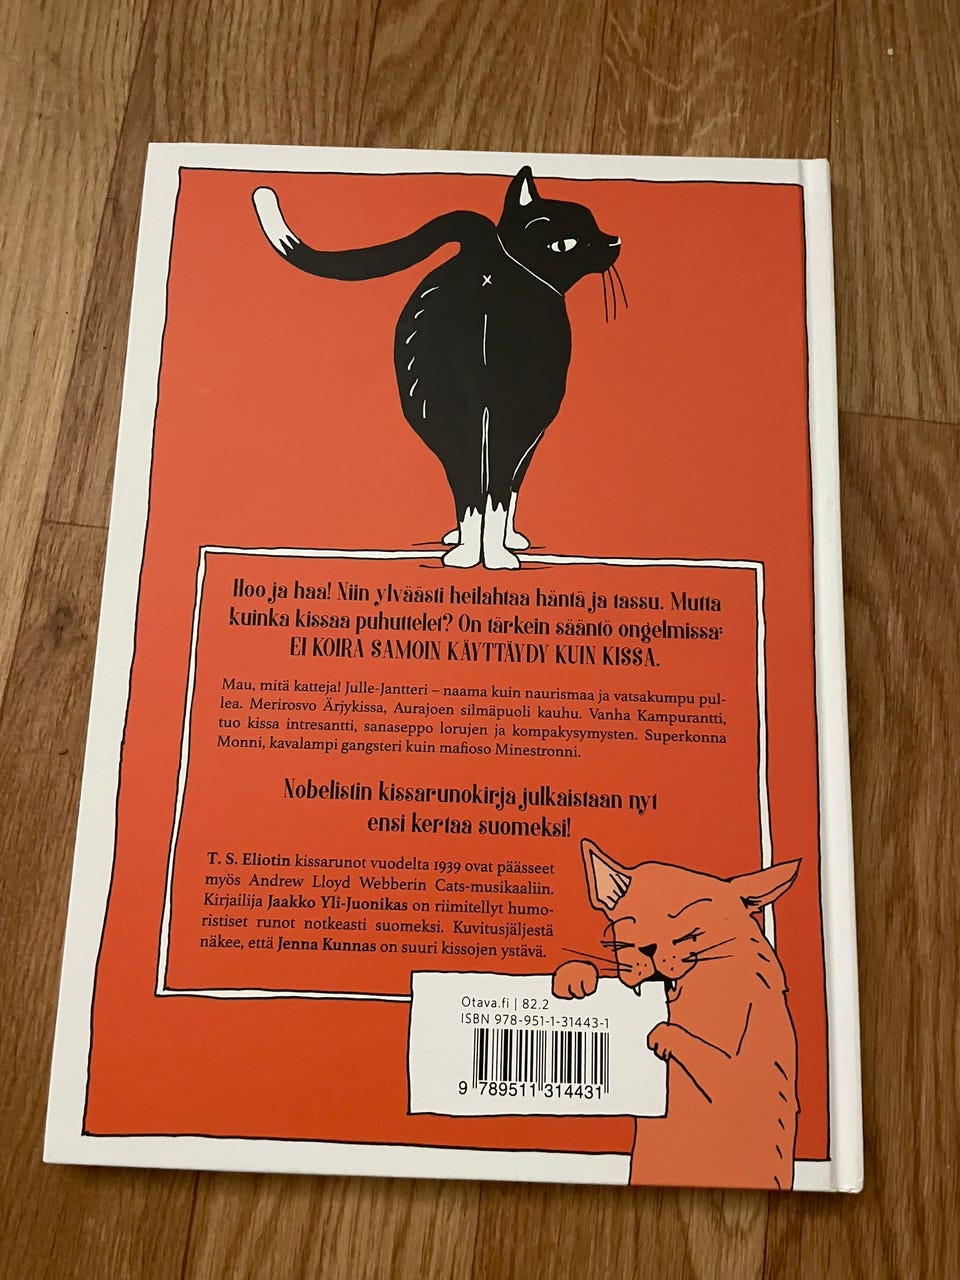 Hoo ja haa! Niin ylväästi heilahtaa häntä ja tassu. Mutta
kuinka kissaa puhuttelet? On tärkein sääntö ongelmissa:
EI KOIRA SAMOIN KÄYTTÄYDY KUIN KISSA.
Mau, mitä katteja! Julle-Jantteri – naama kuin naurismaa ja vatsakumpu pul-
lea. Merirosvo Ärjykissa, Aurajoen silmäpuoli kauhu. Vanha Kampurantti,
tuo kissa intresantti, sanaseppo lorujen ja kompakysymysten. Superkonna
Monni, kavalampi gangsteri kuin mafioso Minestronni.
Nobelistin kissarunokirja julkaistaan nyt
ensi kertaa suomeksi!
T. S. Eliotin kissarunot vuodelta 1939 ovat päässeet
myös Andrew Lloyd Webberin Cats-musikaaliin.
Kirjailija Jaakko Yli-Juonikas on riimitellyt humo-
ristiset runot notkeasti suomeksi. Kuvitusjäljestä
näkee, että Jenna Kunnas on suuri kissojen ystävä.
Otava.fi | 82.2
ISBN 978-951-1-31443-1
9 789511 314431